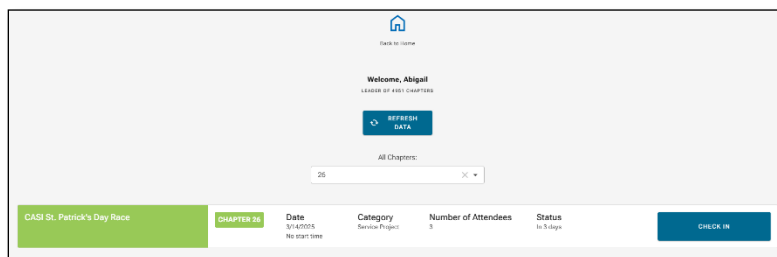 Back to Home
Welcome, Abigail
LEADER OF 4351 CHAPTERS
REFRESH
DATA
All Chapters:
26
CASI St. Patrick's Day Race
CHAPTER 26
Date
3/14/2025
No start time
Category
Service Project
Number of Attendees
3
Status
In 3 days
CHECK IN